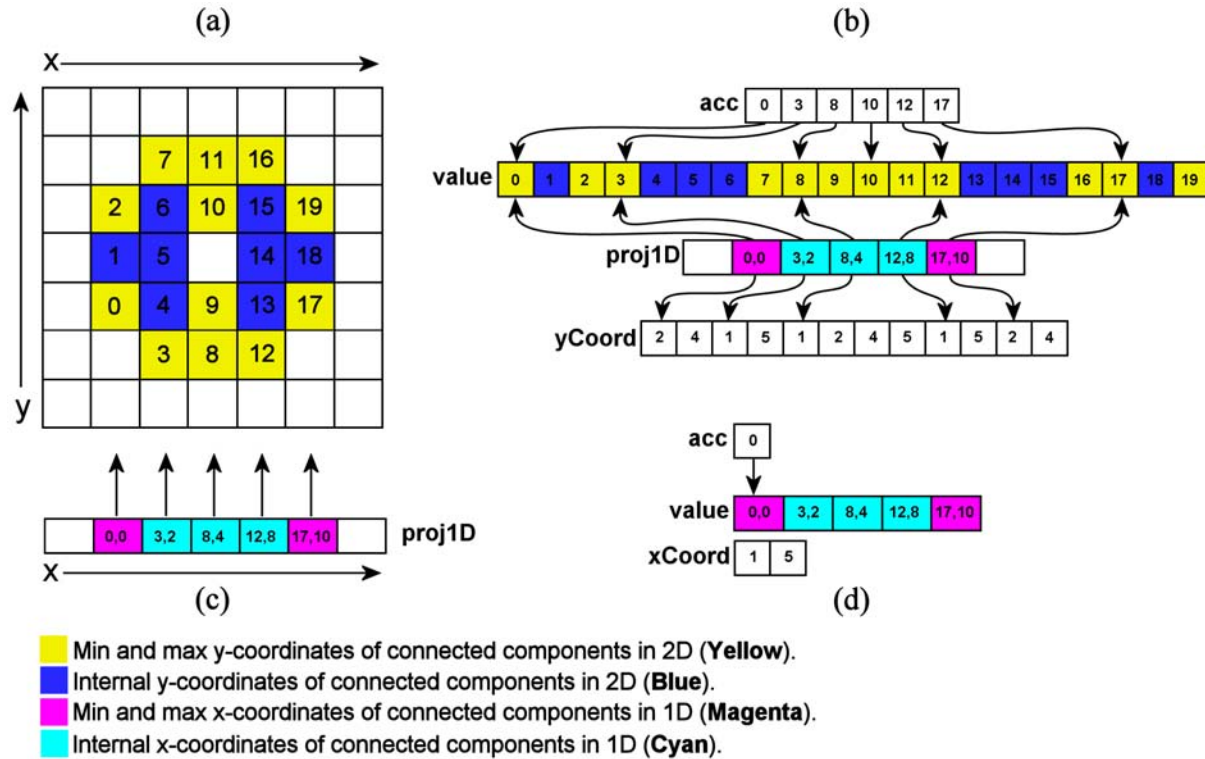 (a)
x
7 11 16
2 6 10 15 19
1 5 14 18
0 4 9 13 17
3 8 12
y
0,0 3,2 8,4 12,8 17,10 proj1D
x
(c)
(b)
acc 0 3 8 10 12 17
value 0 1 2 3 4 5 6 7 8 9 10 11 12 13 14 15 16 17 18 19
proj1D 0,0 3,2 8,4 12,8 17,10
yCoord 2 4 1 5 1 2 4 5 1 5 2 4
acc 0
value 0,0 3,2 8,4 12,8 17,10
xCoord 1 5
(d)
Min and max y-coordinates of connected components in 2D (Yellow).
Internal y-coordinates of connected components in 2D (Blue).
Min and max x-coordinates of connected components in 1D (Magenta).
Internal x-coordinates of connected components in 1D (Cyan).